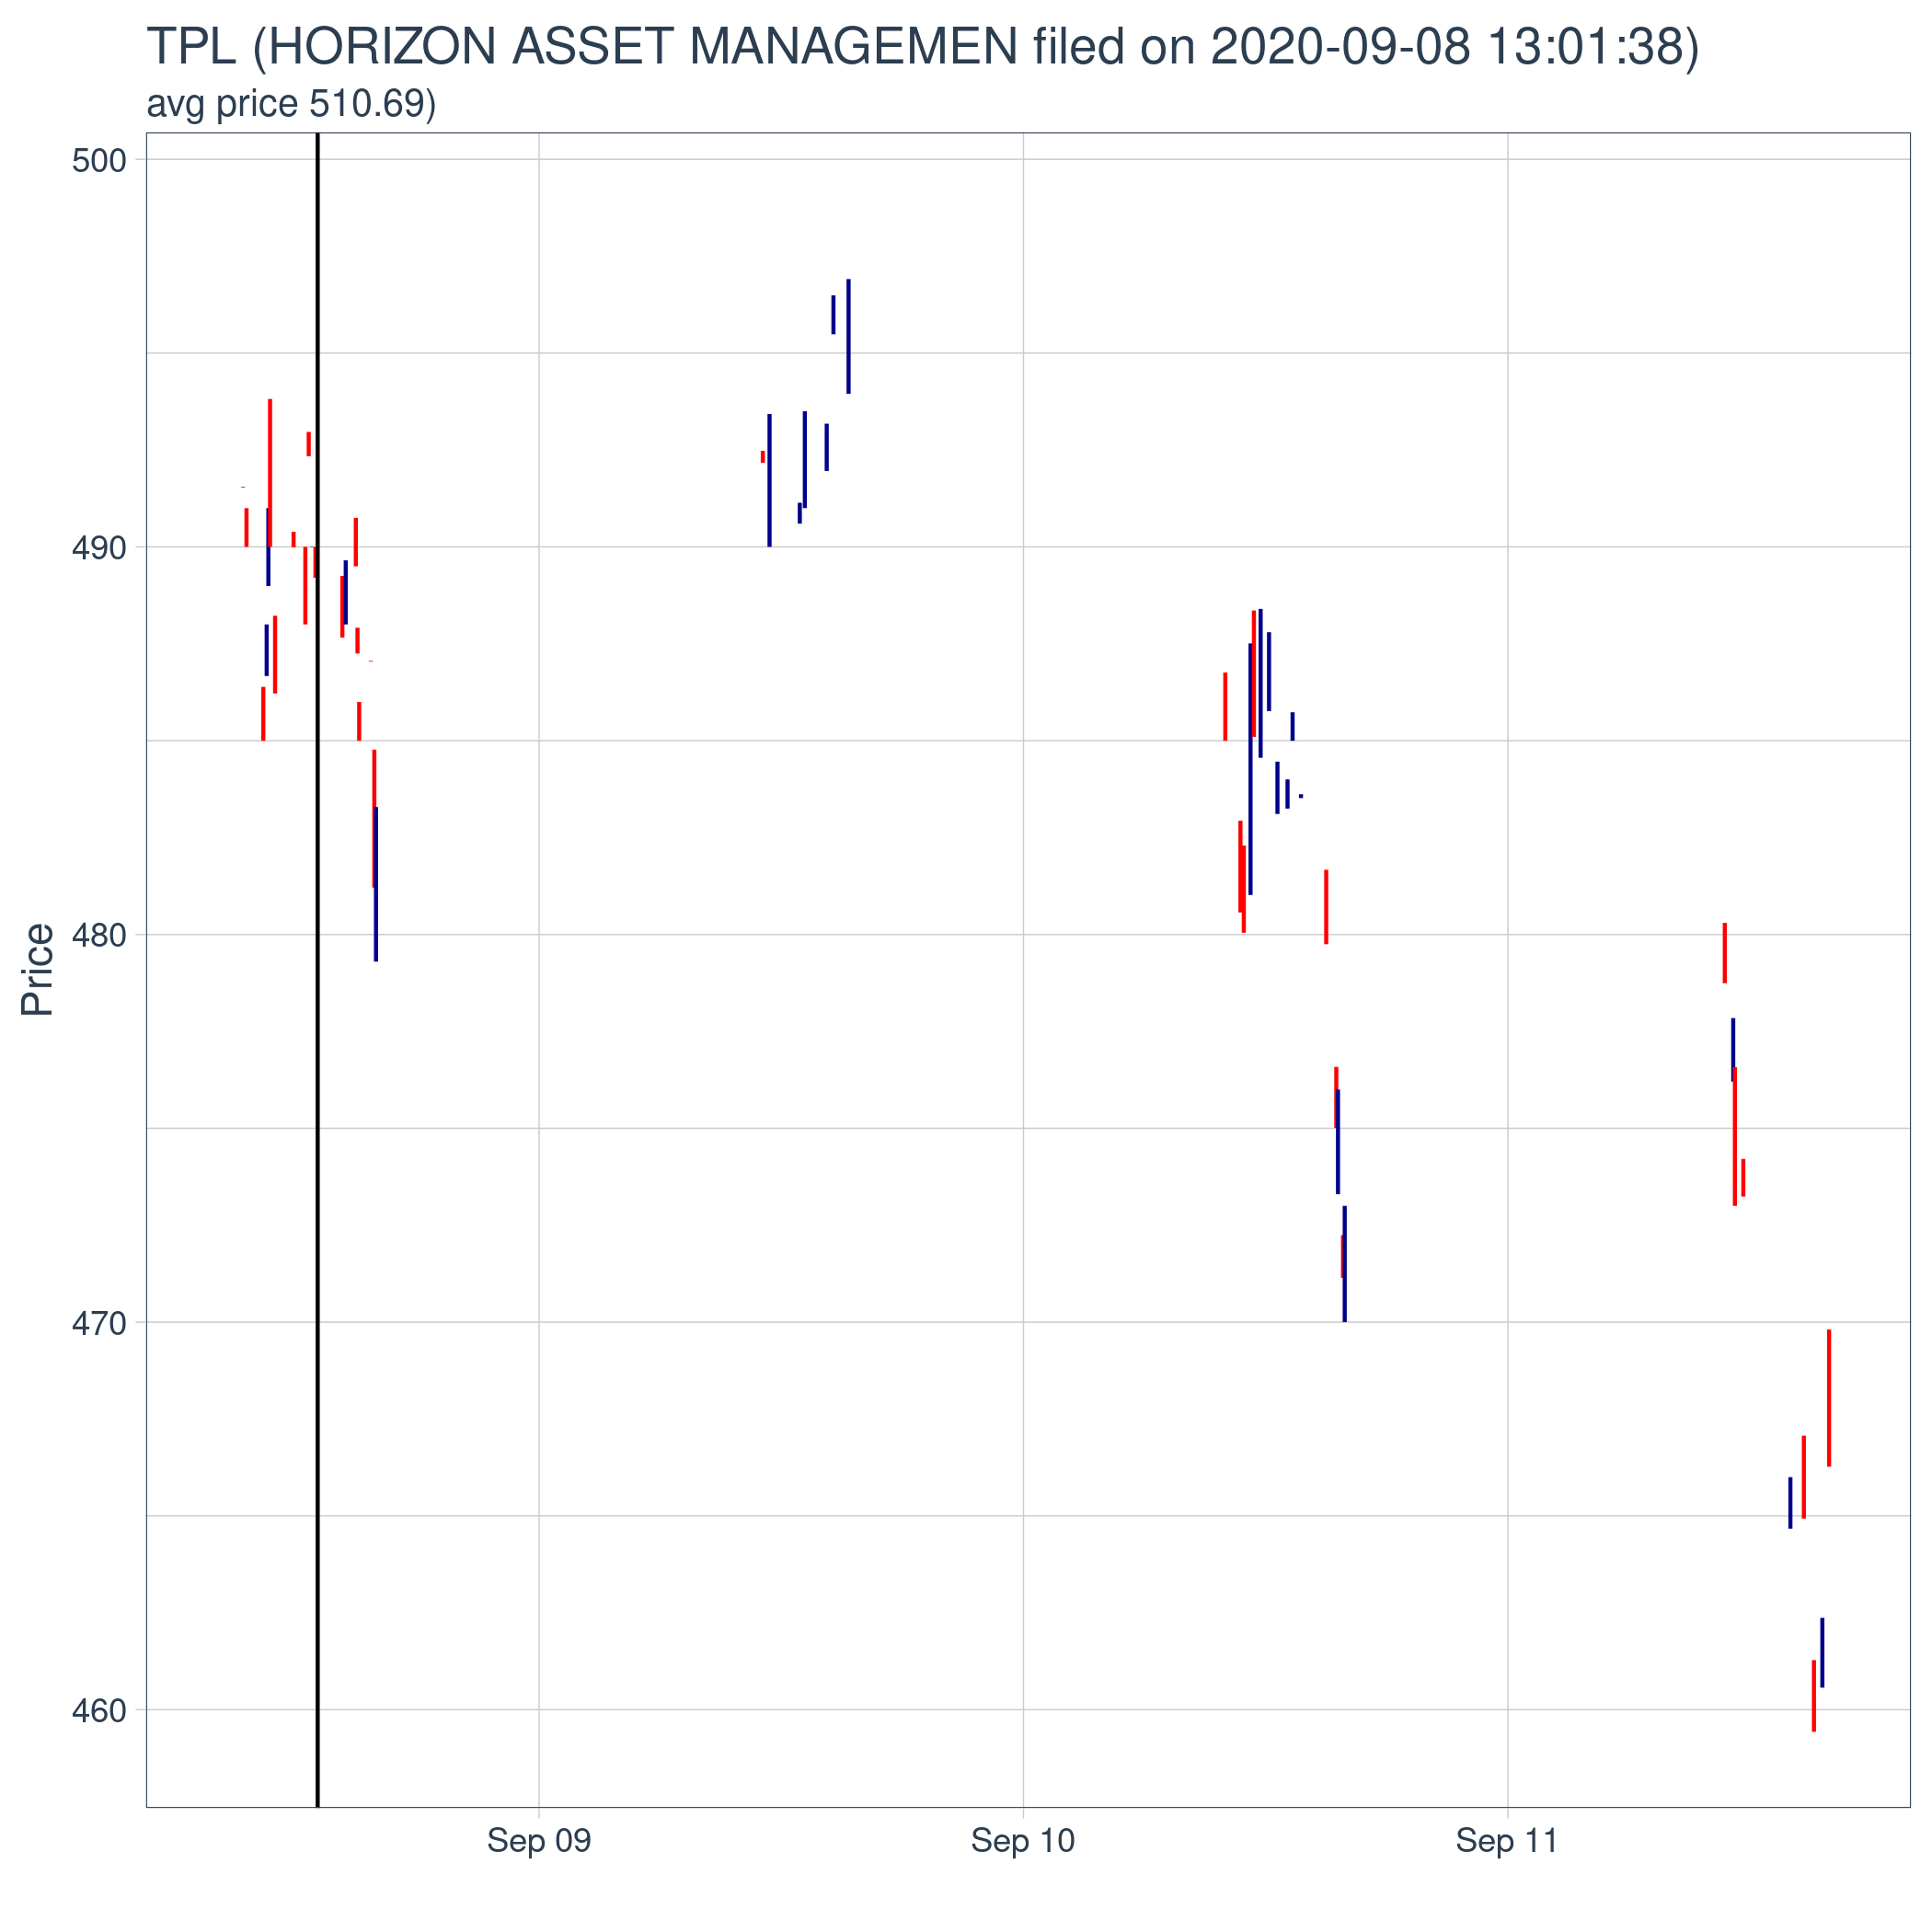 TPL (HORIZON ASSET MANAGEMEN filed on 2020-09-08 13:01:38)
avg price 510.69)
500
490
480
470
460
Price
Sep 09 Sep 10 Sep 11